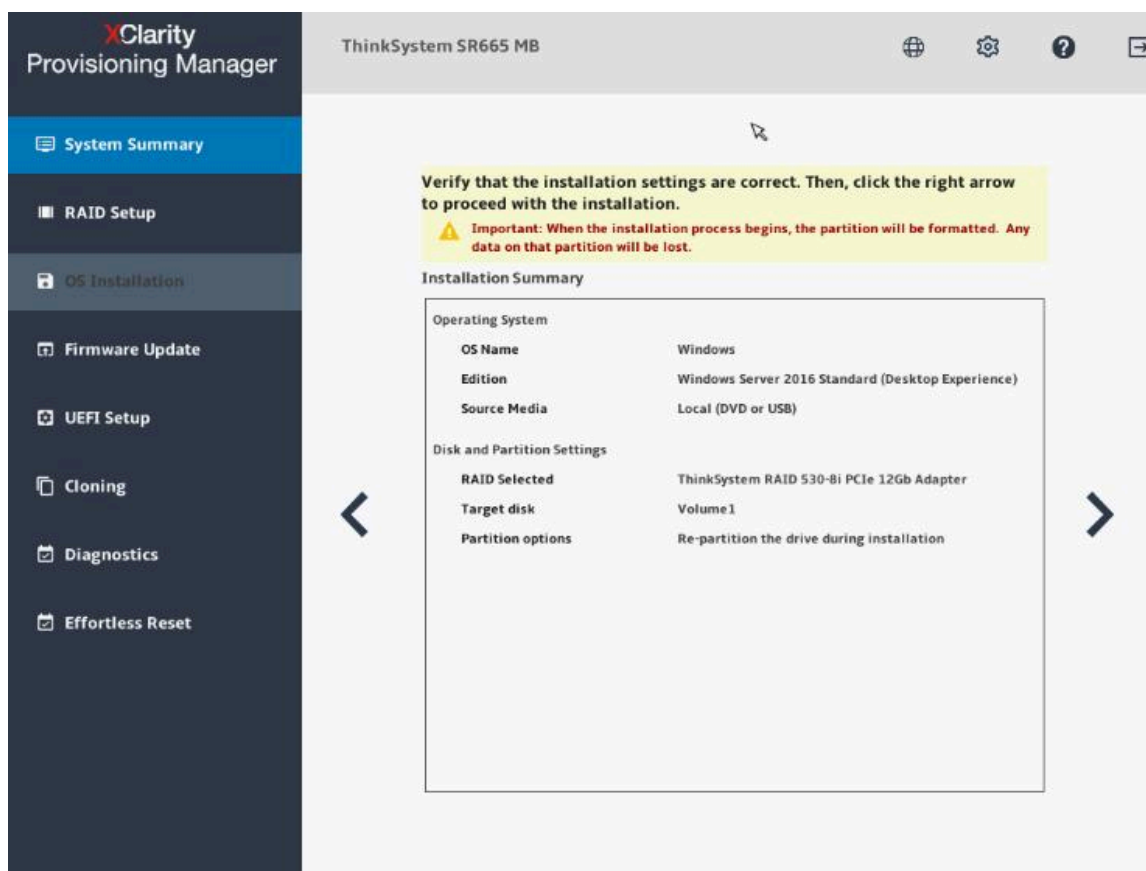 XClarity
Provisioning Manager
ThinkSystem SR665 MB
System Summary
RAID Setup
OS Installation
Firmware Update
UEFI Setup
Cloning
Diagnostics
Effortless Reset
Verify that the installation settings are correct. Then, click the right arrow
to proceed with the installation.
Important: When the installation process begins, the partition will be formatted. Any
data on that partition will be lost.
Installation Summary
Operating System
OS Name Windows
Edition Windows Server 2016 Standard (Desktop Experience)
Source Media Local (DVD or USB)
Disk and Partition Settings
RAID Selected ThinkSystem RAID 530-8i PCIe 12Gb Adapter
Target disk Volume1
Partition options Re-partition the drive during installation